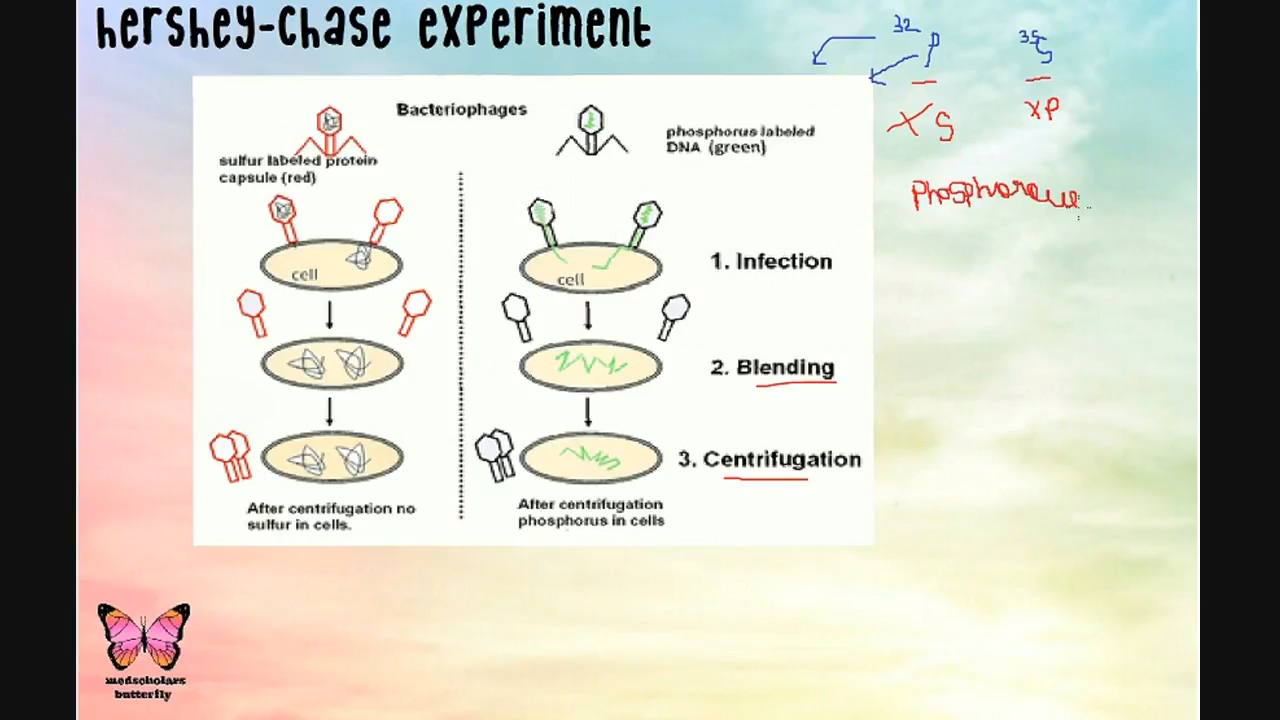 hershey-chase experiment
32
P
35
S
X S
X P
Phosphorous
Bacteriophages
sulfur labeled protein
capsule (red)
phosphorus labeled
DNA (green)
cell
cell
1. Infection
2. Blending
3. Centrifugation
After centrifugation no
sulfur in cells.
After centrifugation
phosphorus in cells
medscholars
butterfly